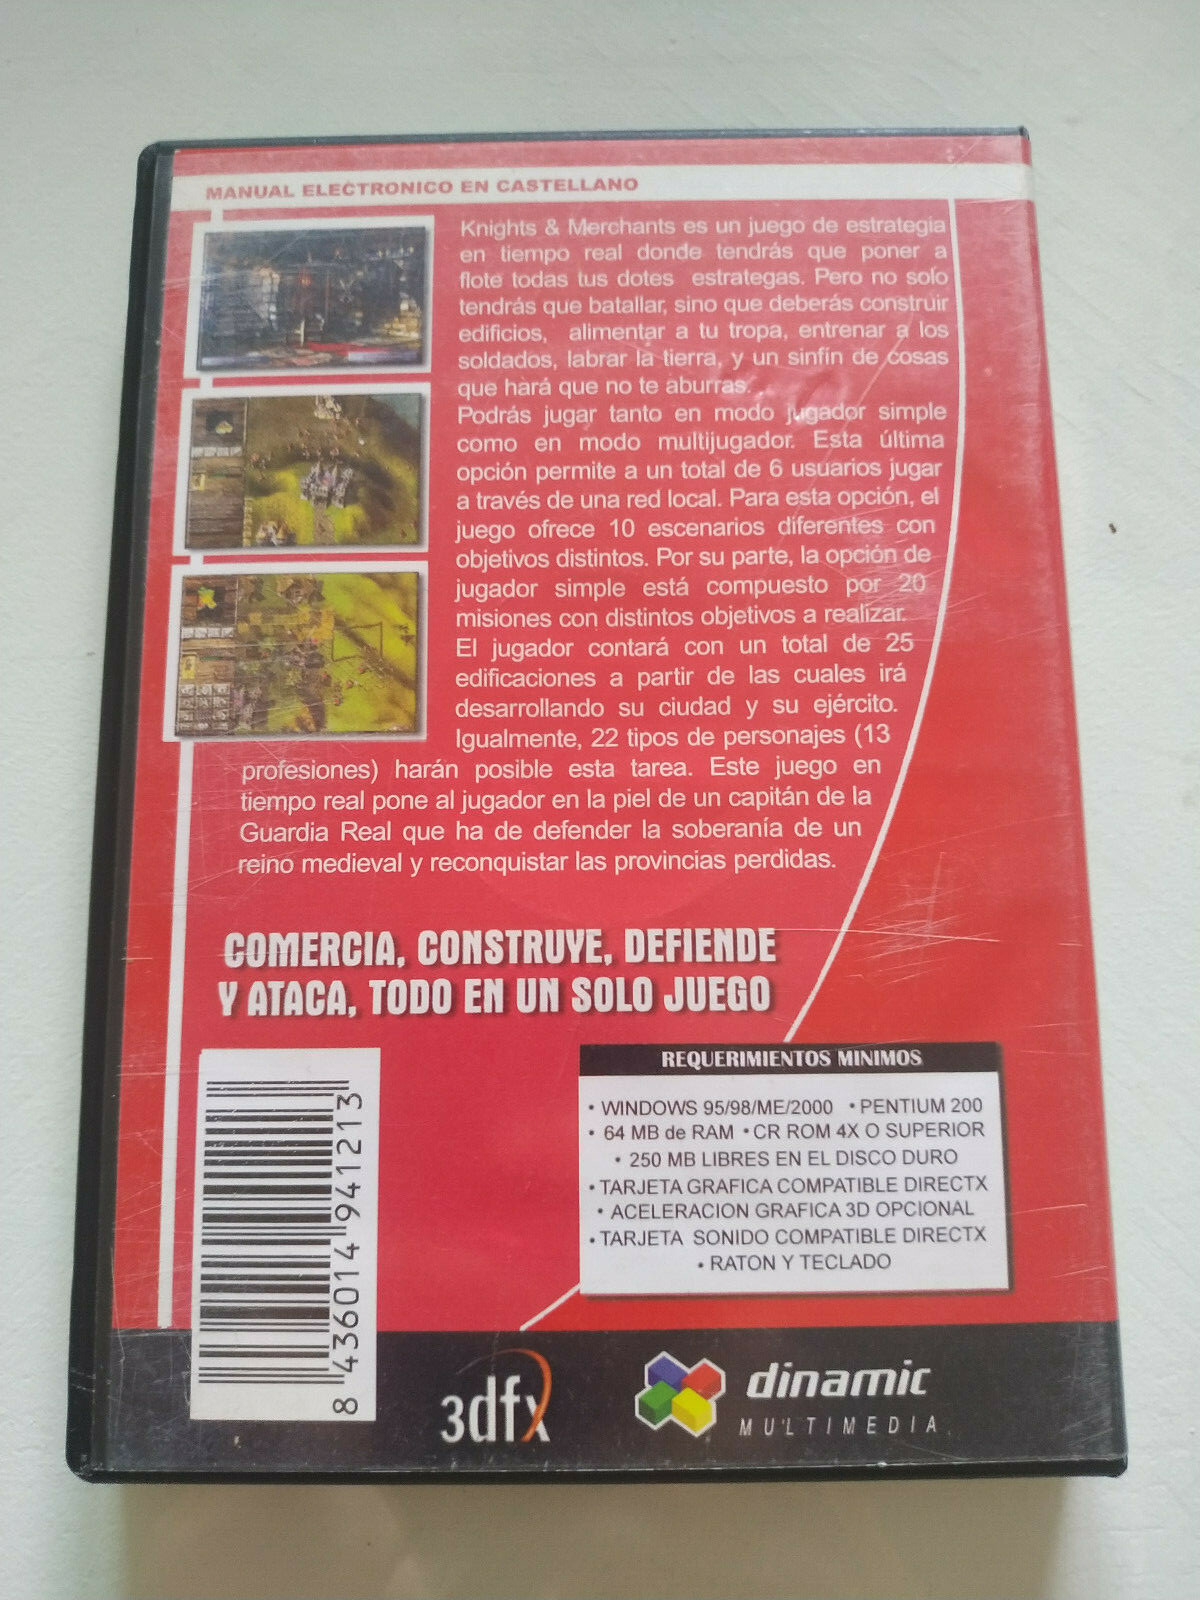 MANUAL ELECTRONICO EN CASTELLANO
Knights & Merchants es un juego de estrategia
en tiempo real donde tendrás que poner a
flote todas tus dotes estrategas. Pero no solo
tendrás que batallar, sino que deberás construir
edificios, alimentar a tu tropa, entrenar a los
soldados, labrar la tierra, y un sinfín de cosas
que hará que no te aburras...
Podrás jugar tanto en modo jugador simple
como en modo multijugador. Esta última
opción permite a un total de 6 usuarios jugar
a través de una red local. Para esta opción, el
juego ofrece 10 escenarios diferentes con
objetivos distintos. Por su parte, la opción de
jugador simple está compuesto por 20
misiones con distintos objetivos a realizar.
El jugador contará con un total de 25
edificaciones a partir de las cuales irá
desarrollando su ciudad y su ejército.
Igualmente, 22 tipos de personajes (13
profesiones) harán posible esta tarea. Este juego en
tiempo real pone al jugador en la piel de un capitán de la
Guardia Real que ha de defender la soberanía de un
reino medieval y reconquistar las provincias perdidas.
COMERCIA, CONSTRUYE, DEFIENDE
Y ATACA, TODO EN UN SOLO JUEGO
REQUERIMIENTOS MINIMOS
• WINDOWS 95/98/ME/2000 • PENTIUM 200
• 64 MB de RAM • CR ROM 4X O SUPERIOR
• 250 MB LIBRES EN EL DISCO DURO
• TARJETA GRAFICA COMPATIBLE DIRECTX
• ACELERACION GRAFICA 3D OPCIONAL
• TARJETA SONIDO COMPATIBLE DIRECTX
• RATON Y TECLADO
8 436014 941213
3dfx
dinamic
MULTIMEDIA